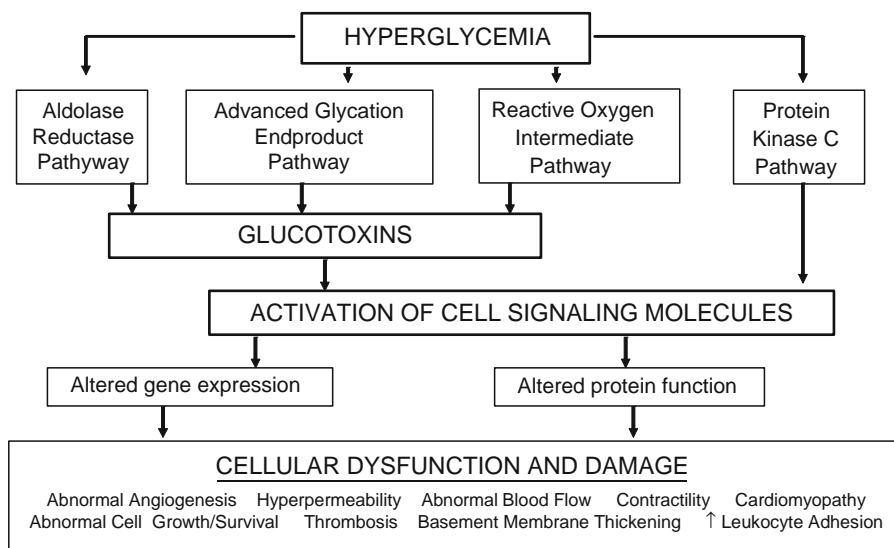 HYPERGLYCEMIA
Aldolase
Reductase
Pathyway
Advanced Glycation
Endproduct
Pathway
Reactive Oxygen
Intermediate
Pathway
Protein
Kinase C
Pathway
GLUCOTOXINS
ACTIVATION OF CELL SIGNALING MOLECULES
Altered gene expression
Altered protein function
CELLULAR DYSFUNCTION AND DAMAGE
Abnormal Angiogenesis Hyperpermeability Abnormal Blood Flow Contractility Cardiomyopathy
Abnormal Cell Growth/Survival Thrombosis Basement Membrane Thickening ↑ Leukocyte Adhesion